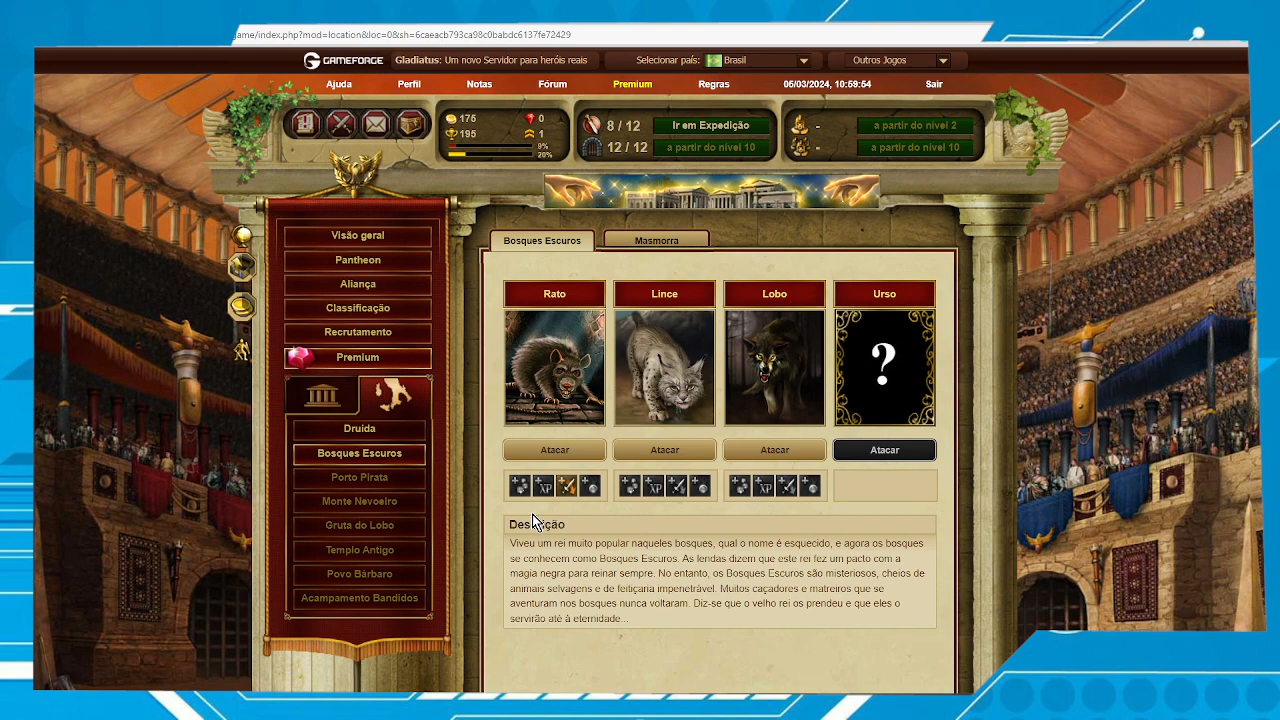 game/index.php?mod=location&loc=0&sh=6caeacb793ca98c0babdc6137fe72429
GAMEFORGE
Gladiatus: Um novo Servidor para heróis reais
Selecionar país: Brasil
Outros Jogos
Ajuda Perfil Notas Fórum Premium Regras 05/03/2024, 10:59:54 Sair
175 0
195 1
9%
20%
8 / 12 Ir em Expedição
12 / 12 a partir do nível 10
- a partir do nível 2
- a partir do nível 10
Visão geral
Pantheon
Aliança
Classificação
Recrutamento
Premium
Druida
Bosques Escuros
Porto Pirata
Monte Nevoeiro
Gruta do Lobo
Templo Antigo
Povo Bárbaro
Acampamento Bandidos
Bosques Escuros Masmorra
Rato Lince Lobo Urso
?
Atacar Atacar Atacar Atacar
XP XP XP
Descrição
Viveu um rei muito popular naqueles bosques, qual o nome é esquecido, e agora os bosques
se conhecem como Bosques Escuros. As lendas dizem que este rei fez um pacto com a
magia negra para reinar sempre. No entanto, os Bosques Escuros são misteriosos, cheios de
animais selvagens e de feitiçaria impenetrável. Muitos caçadores e matreiros que se
aventuram nos bosques nunca voltaram. Diz-se que o velho rei os prendeu e que eles o
servirão até à eternidade...